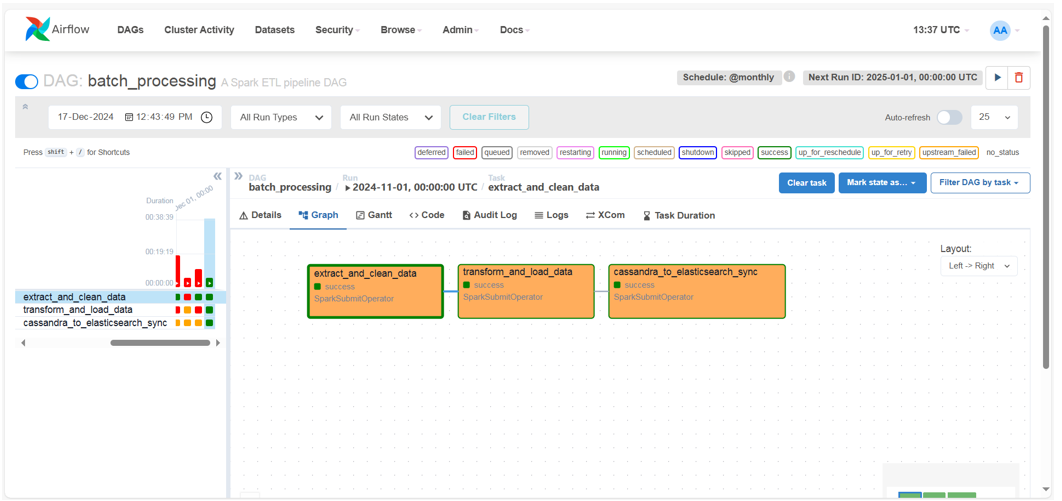 Airflow DAGs Cluster Activity Datasets Security Browse Admin Docs 13:37 UTC AA
DAG: batch_processing A Spark ETL pipeline DAG Schedule: @monthly Next Run ID: 2025-01-01, 00:00:00 UTC
17-Dec-2024 12:43:49 PM All Run Types All Run States Clear Filters Auto-refresh 25
Press shift + / for Shortcuts deferred failed queued removed restarting running scheduled shutdown skipped success up_for_reschedule up_for_retry upstream_failed no_status
DAG Run Task
batch_processing / 2024-11-01, 00:00:00 UTC / extract_and_clean_data Clear task Mark state as... Filter DAG by task
Dec 01, 00:00
Duration
00:38:39
00:19:19
00:00:00
Details Graph Gantt Code Audit Log Logs XCom Task Duration
Layout:
Left -> Right
extract_and_clean_data
success
SparkSubmitOperator
transform_and_load_data
success
SparkSubmitOperator
cassandra_to_elasticsearch_sync
success
SparkSubmitOperator
extract_and_clean_data
transform_and_load_data
cassandra_to_elasticsearch_sync